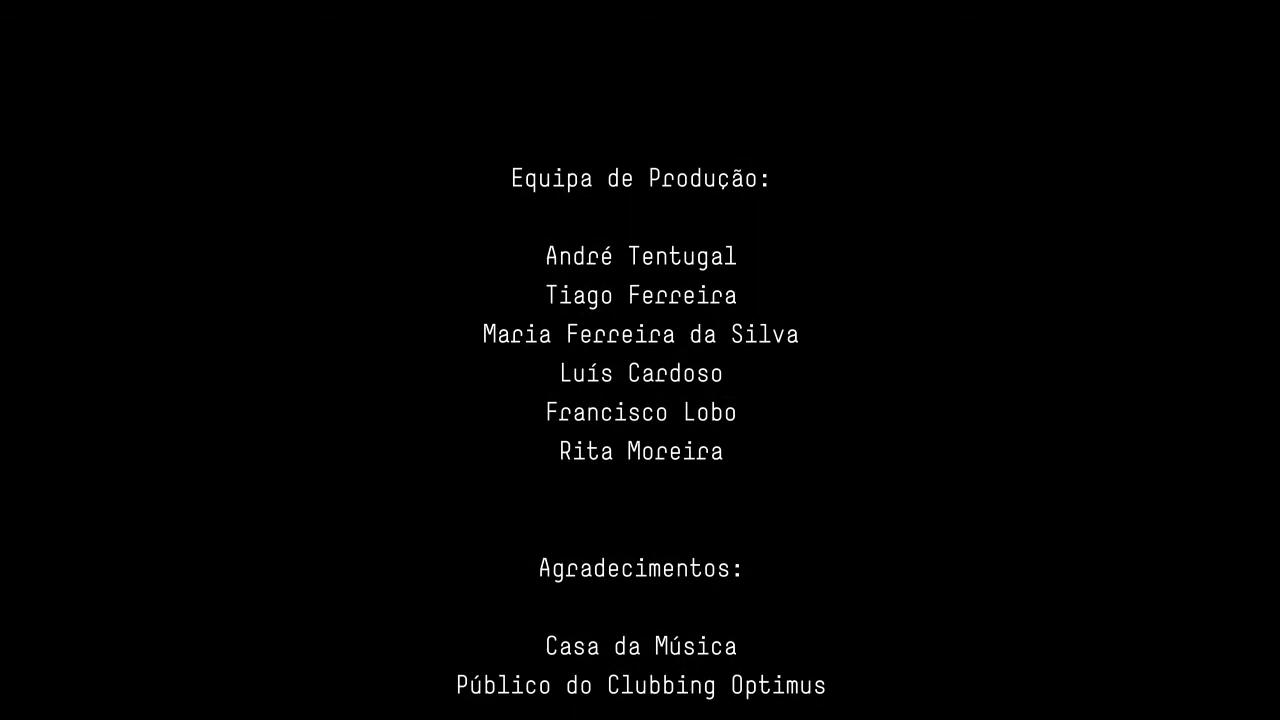 Equipa de Produção:
André Tentugal
Tiago Ferreira
Maria Ferreira da Silva
Luís Cardoso
Francisco Lobo
Rita Moreira
Agradecimentos:
Casa da Música
Público do Clubbing Optimus